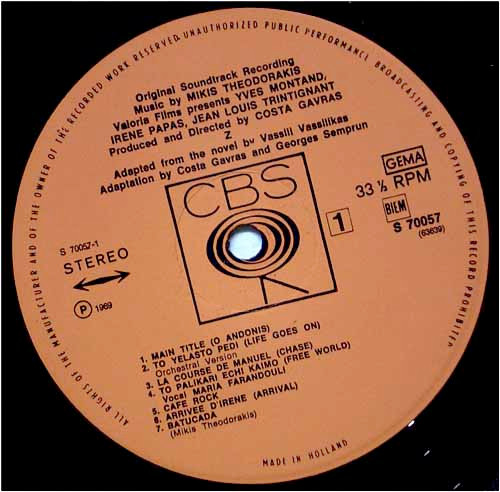 ALL RIGHTS OF THE MANUFACTURER AND OF THE OWNER OF THE RECORDED WORK RESERVED. UNAUTHORIZED PUBLIC PERFORMANCE BROADCASTING AND COPYING OF THIS RECORD PROHIBITED
Original Soundtrack Recording
Music by MIKIS THEODORAKIS
Valoria Films presents YVES MONTAND,
IRENE PAPAS, JEAN LOUIS TRINTIGNANT
Produced and Directed by COSTA GAVRAS
Z
Adapted from the novel by Vassili Vassilikas
Adaptation by Costa Gavras and Georges Semprun
CBS
GEMA
33 ⅓ RPM
BIEM
1
S 70057
(63639)
S 70057-1
STEREO
P 1969
1. MAIN TITLE (O ANDONIS)
2. TO YELASTO PEDI (LIFE GOES ON)
Orchestral Version
3. LA COURSE DE MANUEL (CHASE)
4. TO PALIKARI ECHI KAIMO (FREE WORLD)
Vocal MARIA FARANDOULI
5. CAFE ROCK
6. ARRIVEE D'IRENE (ARRIVAL)
7. BATUCADA
(Mikis Theodorakis)
MADE IN HOLLAND